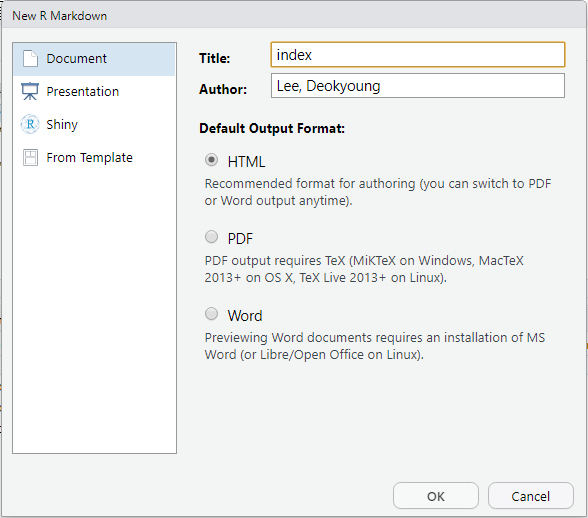 New R Markdown
Document
Presentation
R Shiny
From Template
Title: index
Author: Lee, Deokyoung
Default Output Format:
HTML
Recommended format for authoring (you can switch to PDF
or Word output anytime).
PDF
PDF output requires TeX (MiKTeX on Windows, MacTeX
2013+ on OS X, TeX Live 2013+ on Linux).
Word
Previewing Word documents requires an installation of MS
Word (or Libre/Open Office on Linux).
OK Cancel